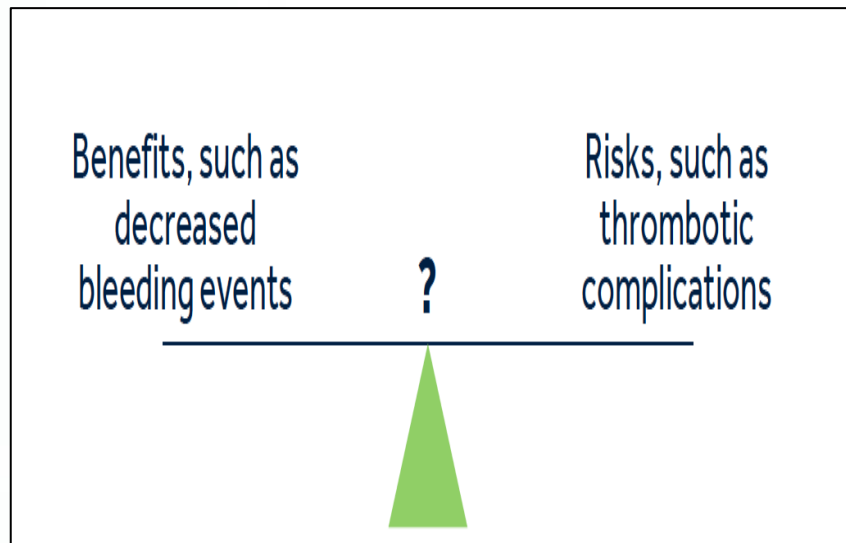 Benefits, such as
decreased
bleeding events
?
Risks, such as
thrombotic
complications